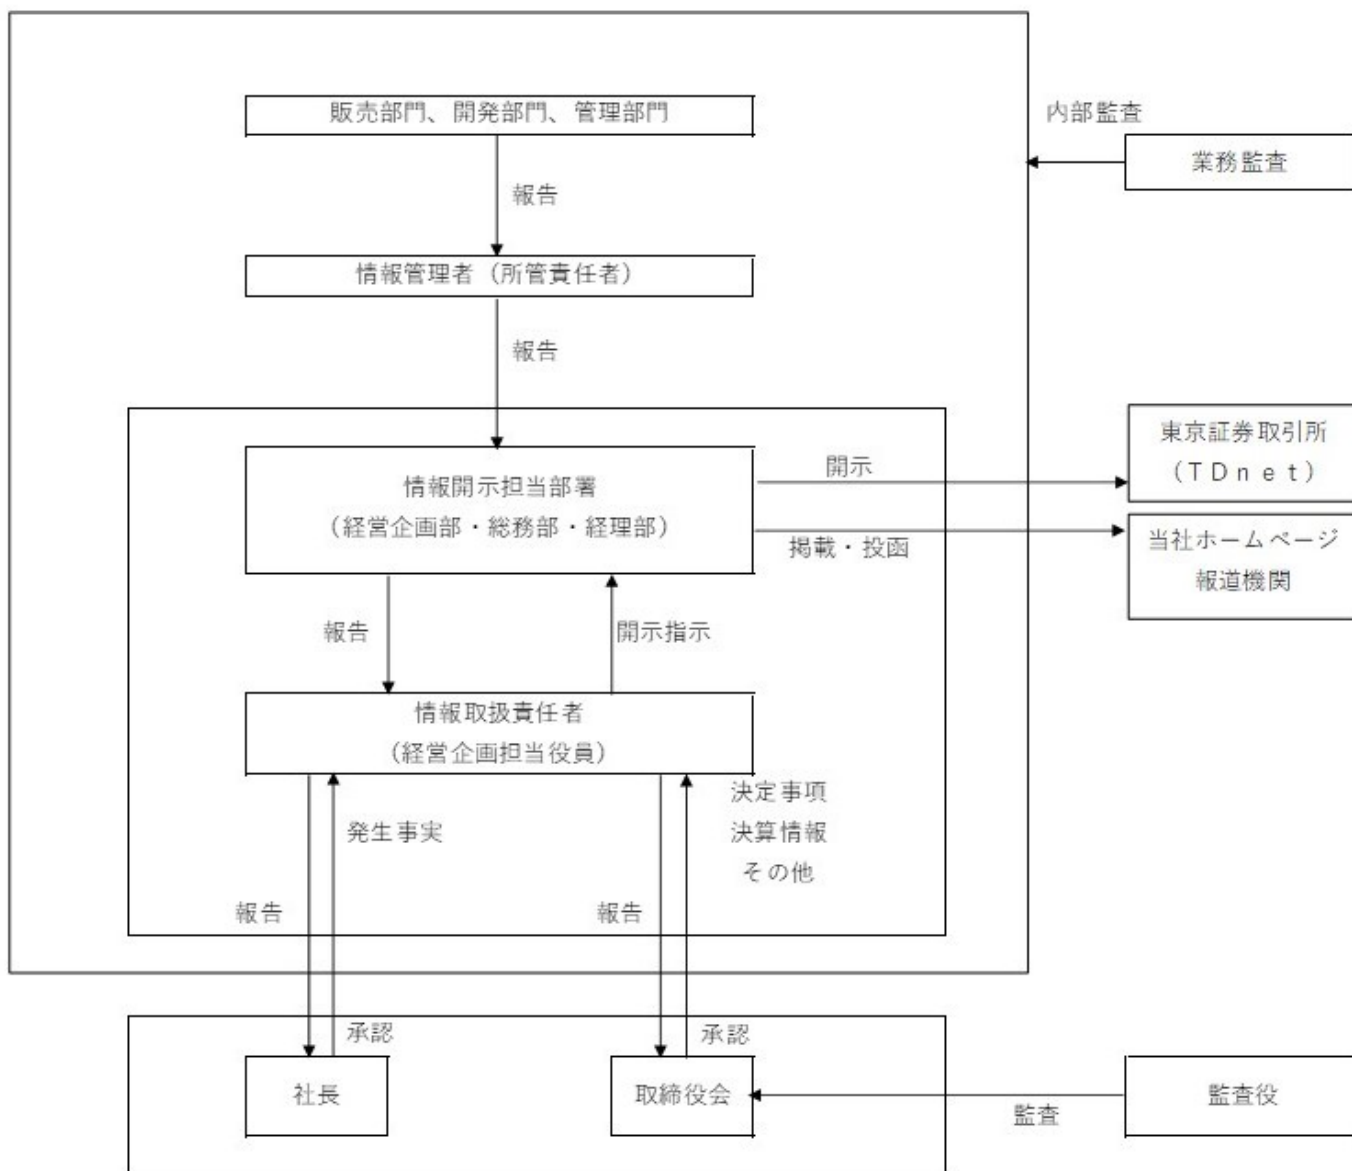 販売部門、開発部門、管理部門
内部監査
業務監査
報告
情報管理者（所管責任者）
報告
情報開示担当部署
（経営企画部・総務部・経理部）
開示
東京証券取引所
（ＴＤｎｅｔ）
掲載・投函
当社ホームページ
報道機関
報告
開示指示
情報取扱責任者
（経営企画担当役員）
発生事実
決定事項
決算情報
その他
報告
報告
承認
承認
社長
取締役会
監査
監査役